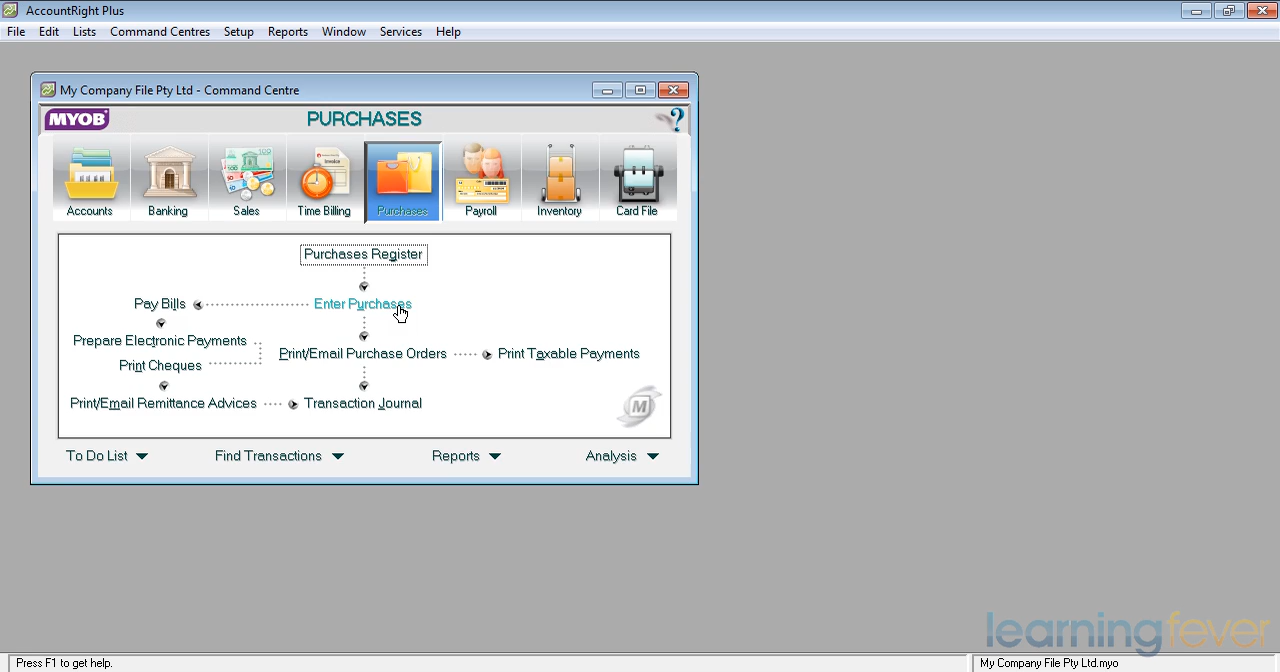 AccountRight Plus
File Edit Lists Command Centres Setup Reports Window Services Help
My Company File Pty Ltd - Command Centre
MYOB
PURCHASES
Accounts Banking Sales Time Billing Purchases Payroll Inventory Card File
Purchases Register
Pay Bills Enter Purchases
Prepare Electronic Payments
Print/Email Purchase Orders Print Taxable Payments
Print Cheques
Print/Email Remittance Advices Transaction Journal
M
To Do List Find Transactions Reports Analysis
learningfever
Press F1 to get help. My Company File Pty Ltd.myo